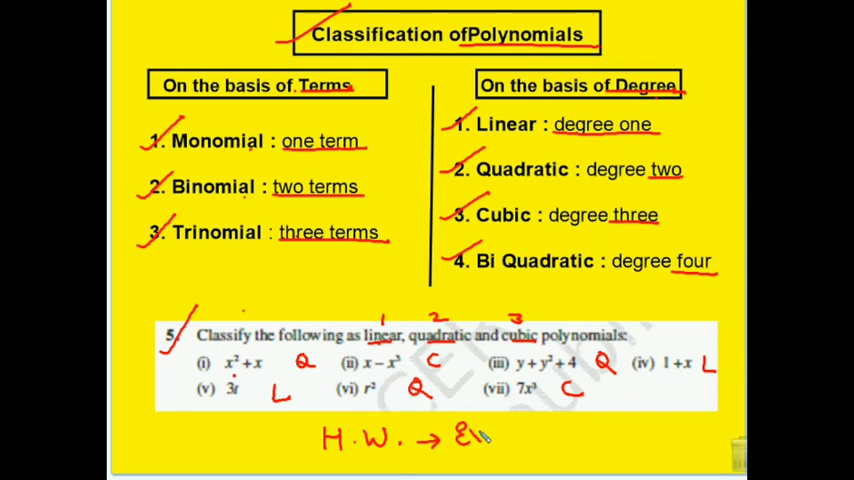 Classification ofPolynomials
On the basis of Terms
1. Monomial : one term
2. Binomial : two terms
3. Trinomial : three terms
On the basis of Degree
1. Linear : degree one
2. Quadratic : degree two
3. Cubic : degree three
4. Bi Quadratic : degree four
1 2 3
5. Classify the following as linear, quadratic and cubic polynomials:
(i) x² + x Q (ii) x – x³ C (iii) y + y² + 4 Q (iv) 1 + x L
(v) 3t L (vi) r² Q (vii) 7x³ C
H.W. →